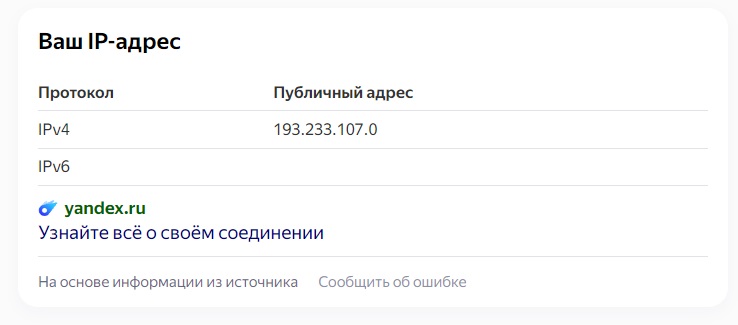 Ваш IP-адрес
Протокол Публичный адрес
IPv4 193.233.107.0
IPv6
yandex.ru
Узнайте всё о своём соединении
На основе информации из источника Сообщить об ошибке